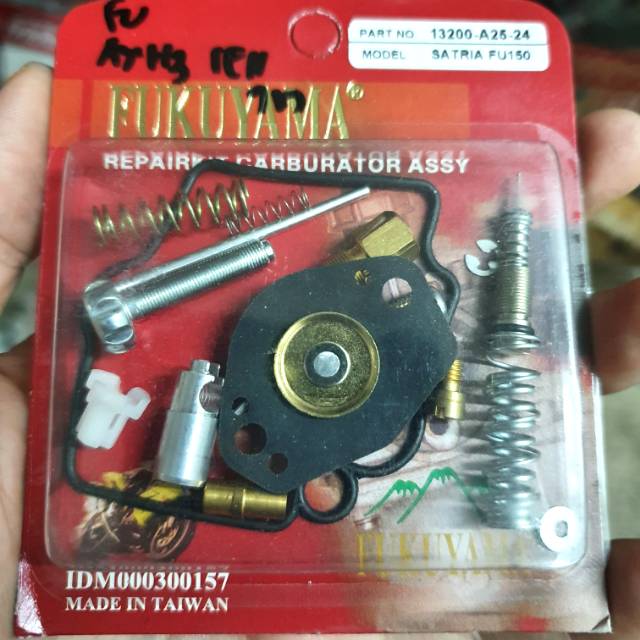 FU
PART NO. 13200-A25-24
MODEL SATRIA FU150
FUKUYAMA®
REPAIRKIT CARBURATOR ASSY
FUKUYAMA
IDM000300157
MADE IN TAIWAN